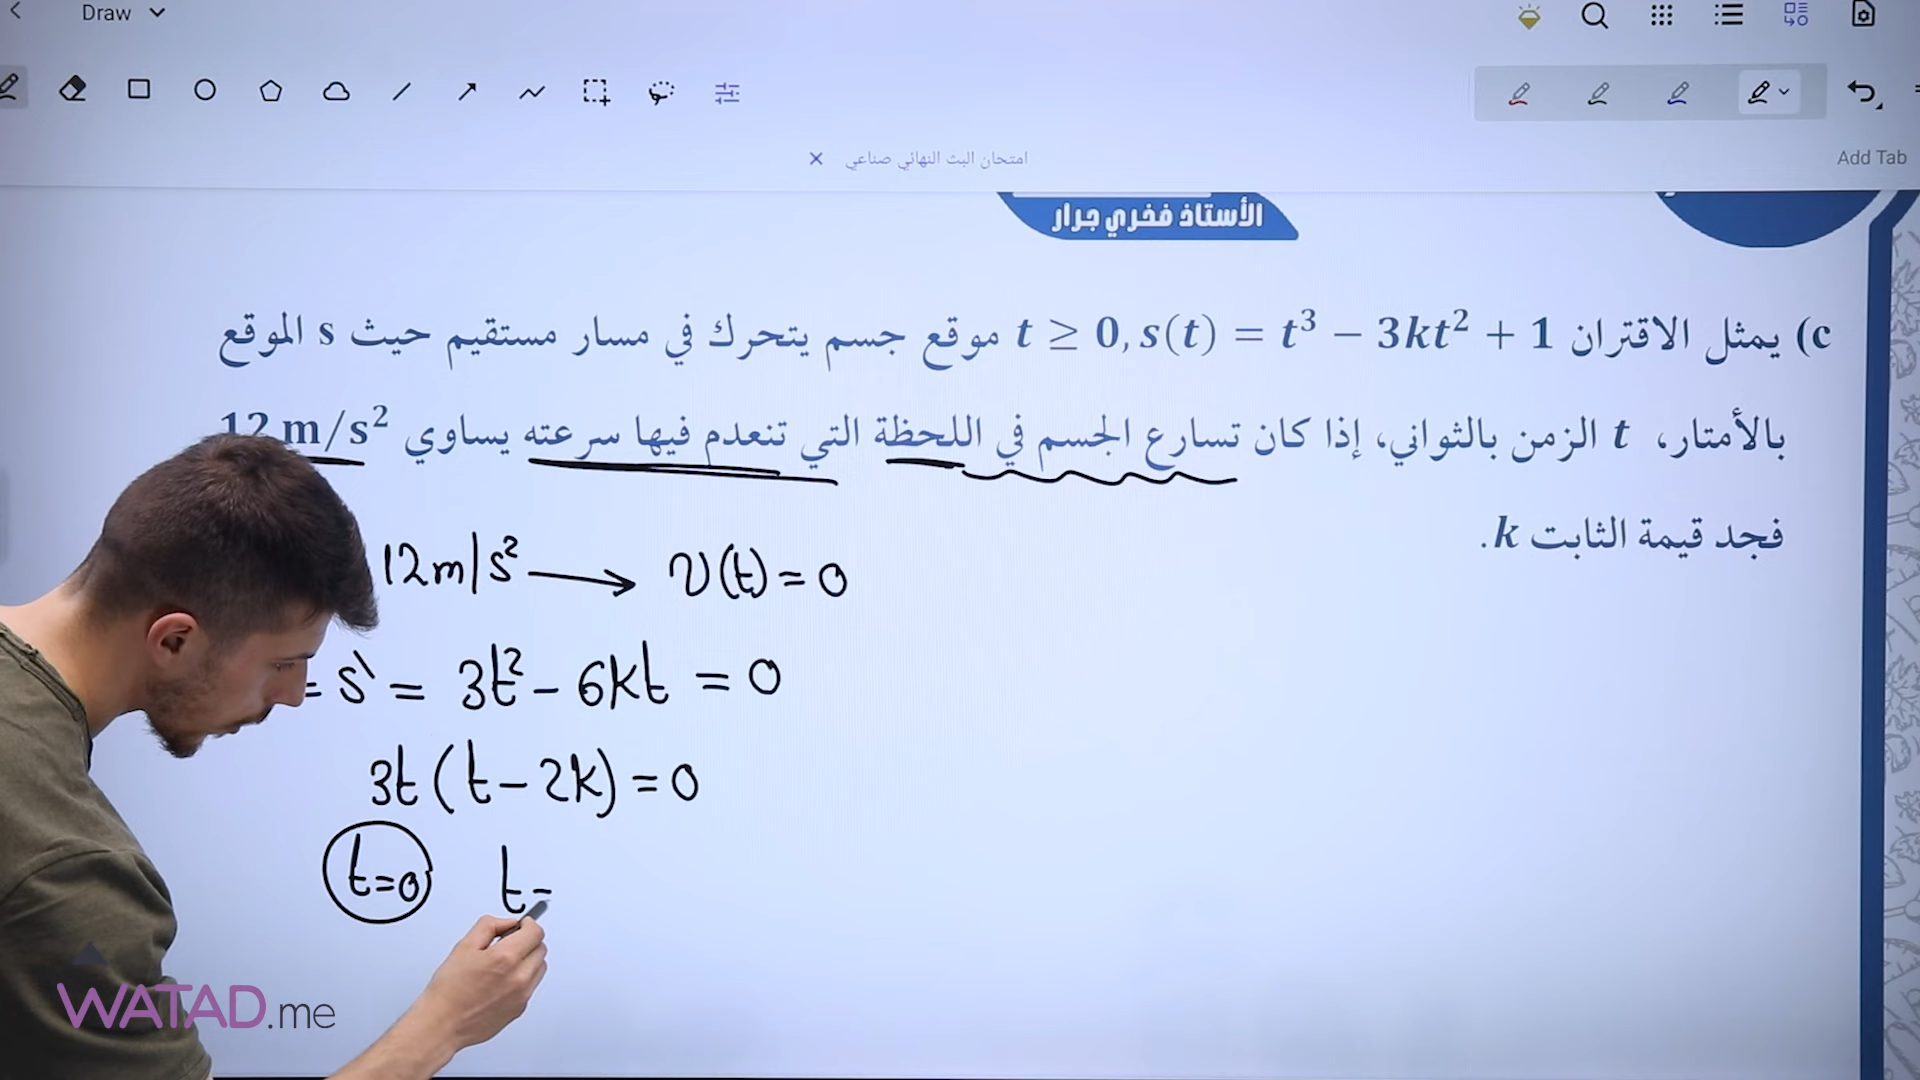 Draw
امتحان البث النهائي صناعي
Add Tab
الأستاذ فخري جرار
c) يمثل الاقتران s(t) = t³ − 3kt² + 1 , t ≥ 0 موقع جسم يتحرك في مسار مستقيم حيث s الموقع
بالأمتار، t الزمن بالثواني، إذا كان تسارع الجسم في اللحظة التي تنعدم فيها سرعته يساوي 12 m/s²
فجد قيمة الثابت k.
12m/s² → v(t) = 0
= s' = 3t² − 6kt = 0
3t (t − 2k) = 0
t=0 t=
WATAD.me